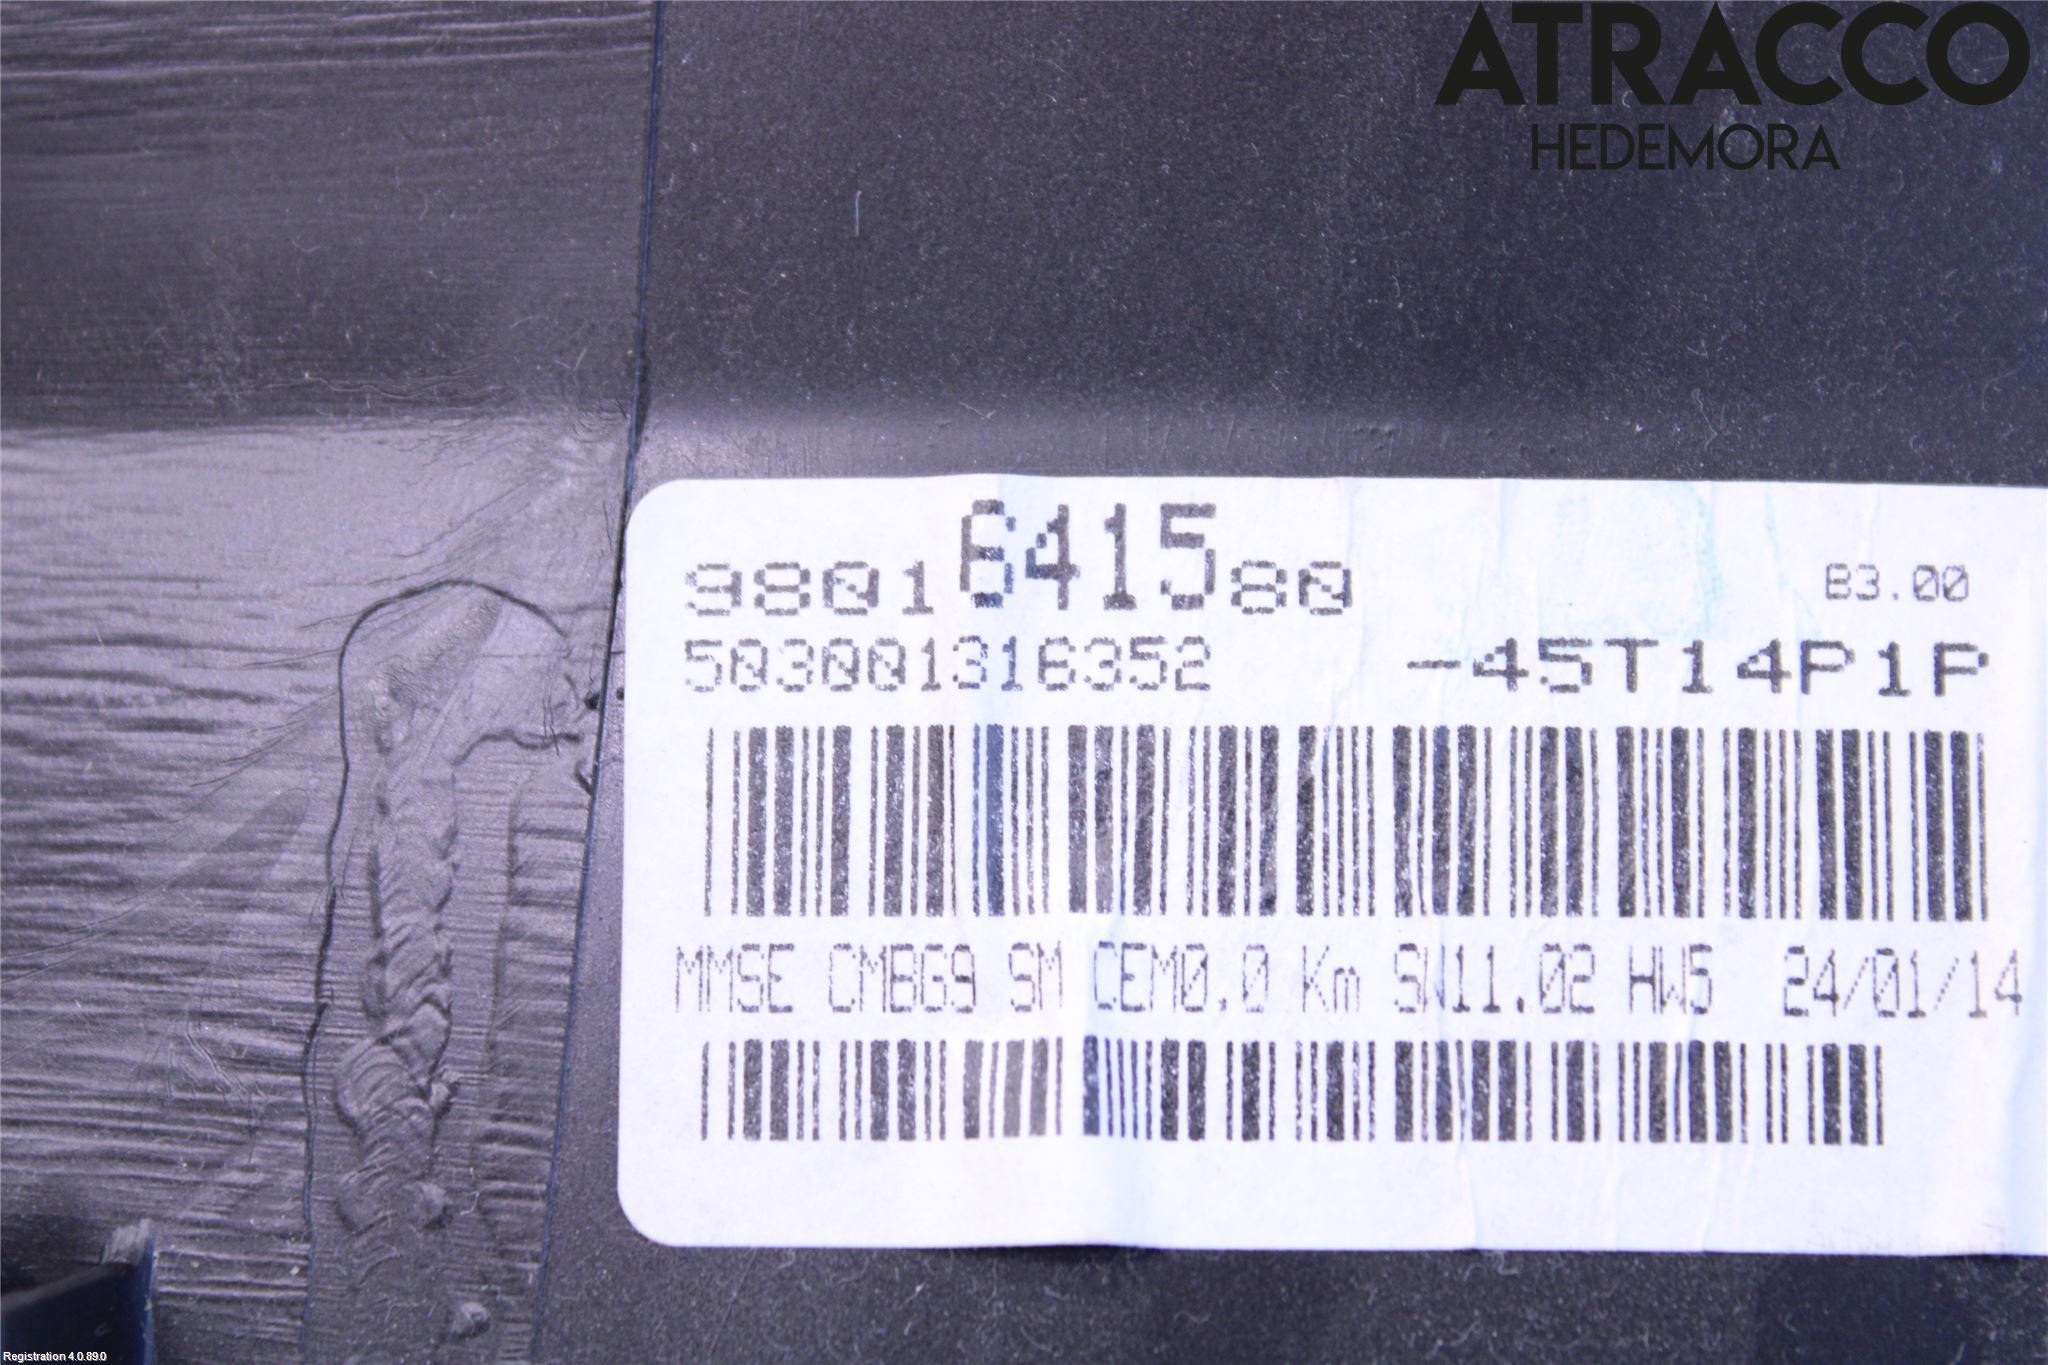 ATRACCO
HEDEMORA
9801641580 B3.00
503001316352 -45T14P1P
MMSE CMBG9 SM CEM0,0 Km SW11.02 HW5 24/01/14
Registration 4.0.89.0